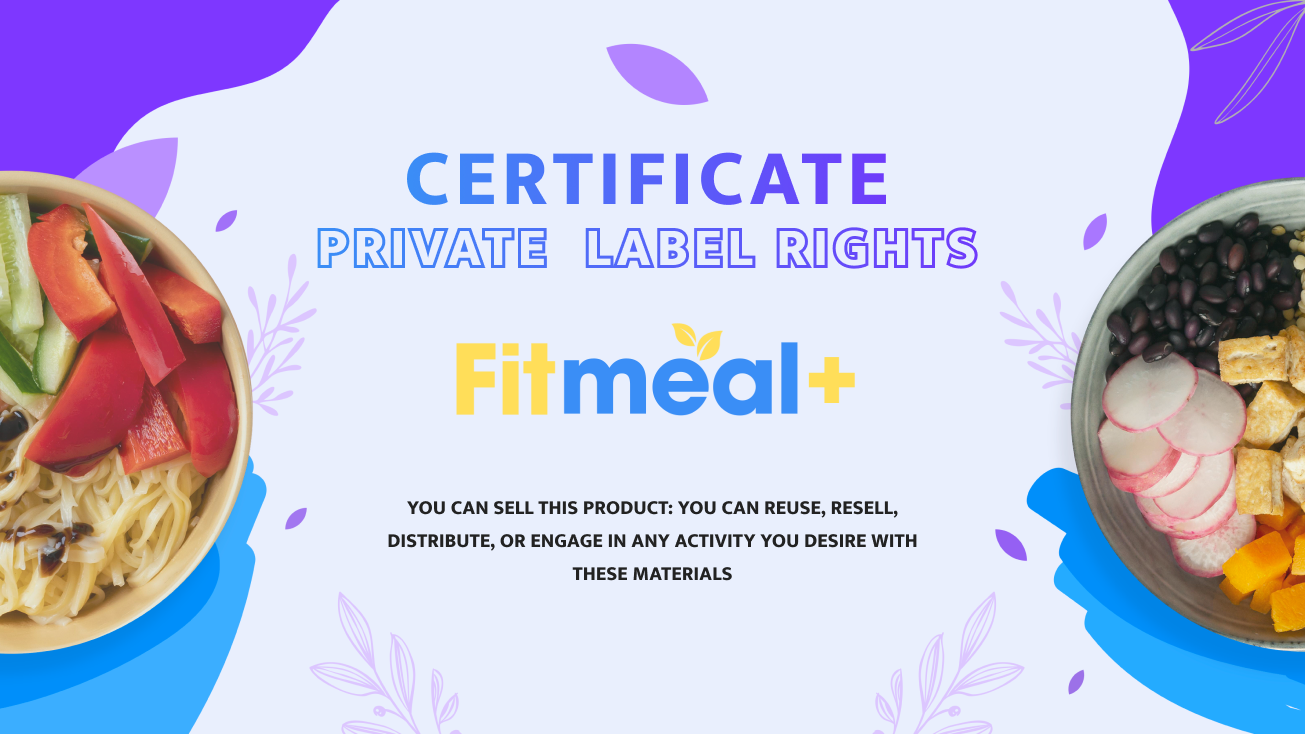 CERTIFICATE
PRIVATE LABEL RIGHTS
Fitmeal+
YOU CAN SELL THIS PRODUCT: YOU CAN REUSE, RESELL,
DISTRIBUTE, OR ENGAGE IN ANY ACTIVITY YOU DESIRE WITH
THESE MATERIALS